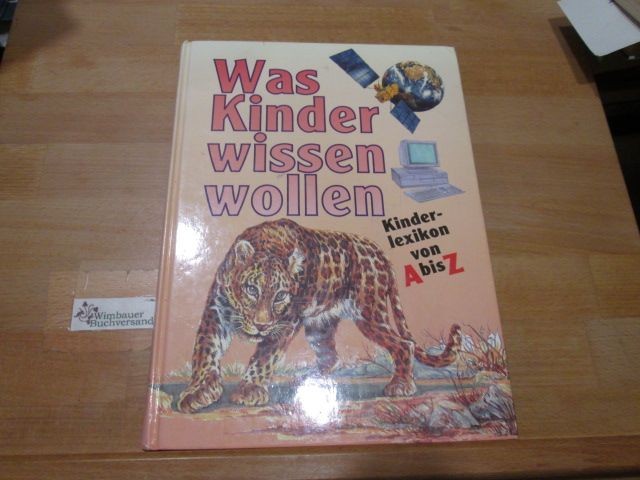 Was
Kinder
wissen
wollen
Kinder-
lexikon
von
A bis Z
Wimbauer
Buchversand